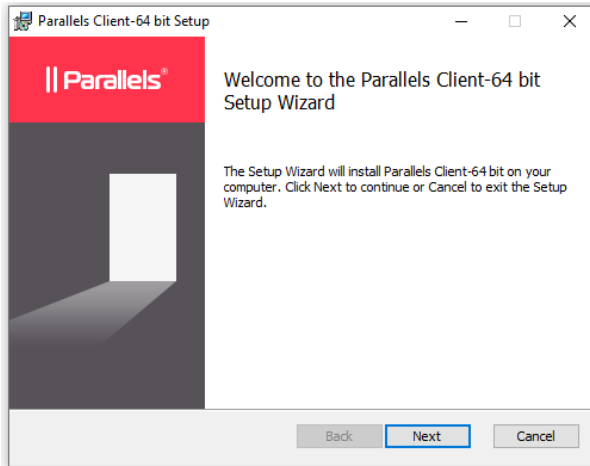 Parallels Client-64 bit Setup
|| Parallels®
Welcome to the Parallels Client-64 bit
Setup Wizard
The Setup Wizard will install Parallels Client-64 bit on your
computer. Click Next to continue or Cancel to exit the Setup
Wizard.
Back Next Cancel